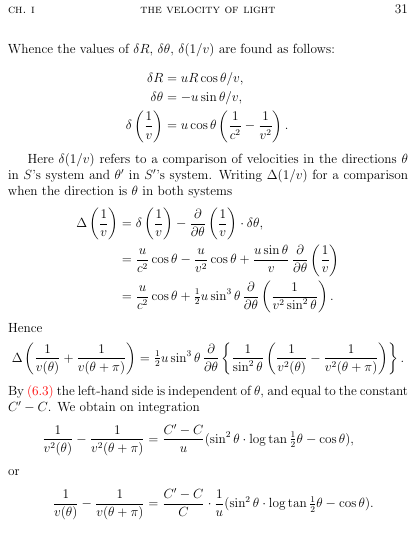 CH. I THE VELOCITY OF LIGHT 31
Whence the values of δR, δθ, δ(1/v) are found as follows:
δR = uR cos θ/v,
δθ = −u sin θ/v,
δ(1/v) = u cos θ (1/c² − 1/v²).
Here δ(1/v) refers to a comparison of velocities in the directions θ
in S's system and θ′ in S′'s system. Writing Δ(1/v) for a comparison
when the direction is θ in both systems
Δ(1/v) = δ(1/v) − ∂/∂θ (1/v) · δθ,
= u/c² cos θ − u/v² cos θ + (u sin θ)/v ∂/∂θ (1/v)
= u/c² cos θ + ½u sin³ θ ∂/∂θ (1/(v² sin² θ)).
Hence
Δ(1/v(θ) + 1/v(θ + π)) = ½u sin³ θ ∂/∂θ {1/sin² θ (1/v²(θ) − 1/v²(θ + π))}.
By (6.3) the left-hand side is independent of θ, and equal to the constant
C′ − C. We obtain on integration
1/v²(θ) − 1/v²(θ + π) = (C′ − C)/u (sin² θ · log tan ½θ − cos θ),
or
1/v(θ) − 1/v(θ + π) = (C′ − C)/C · 1/u (sin² θ · log tan ½θ − cos θ).